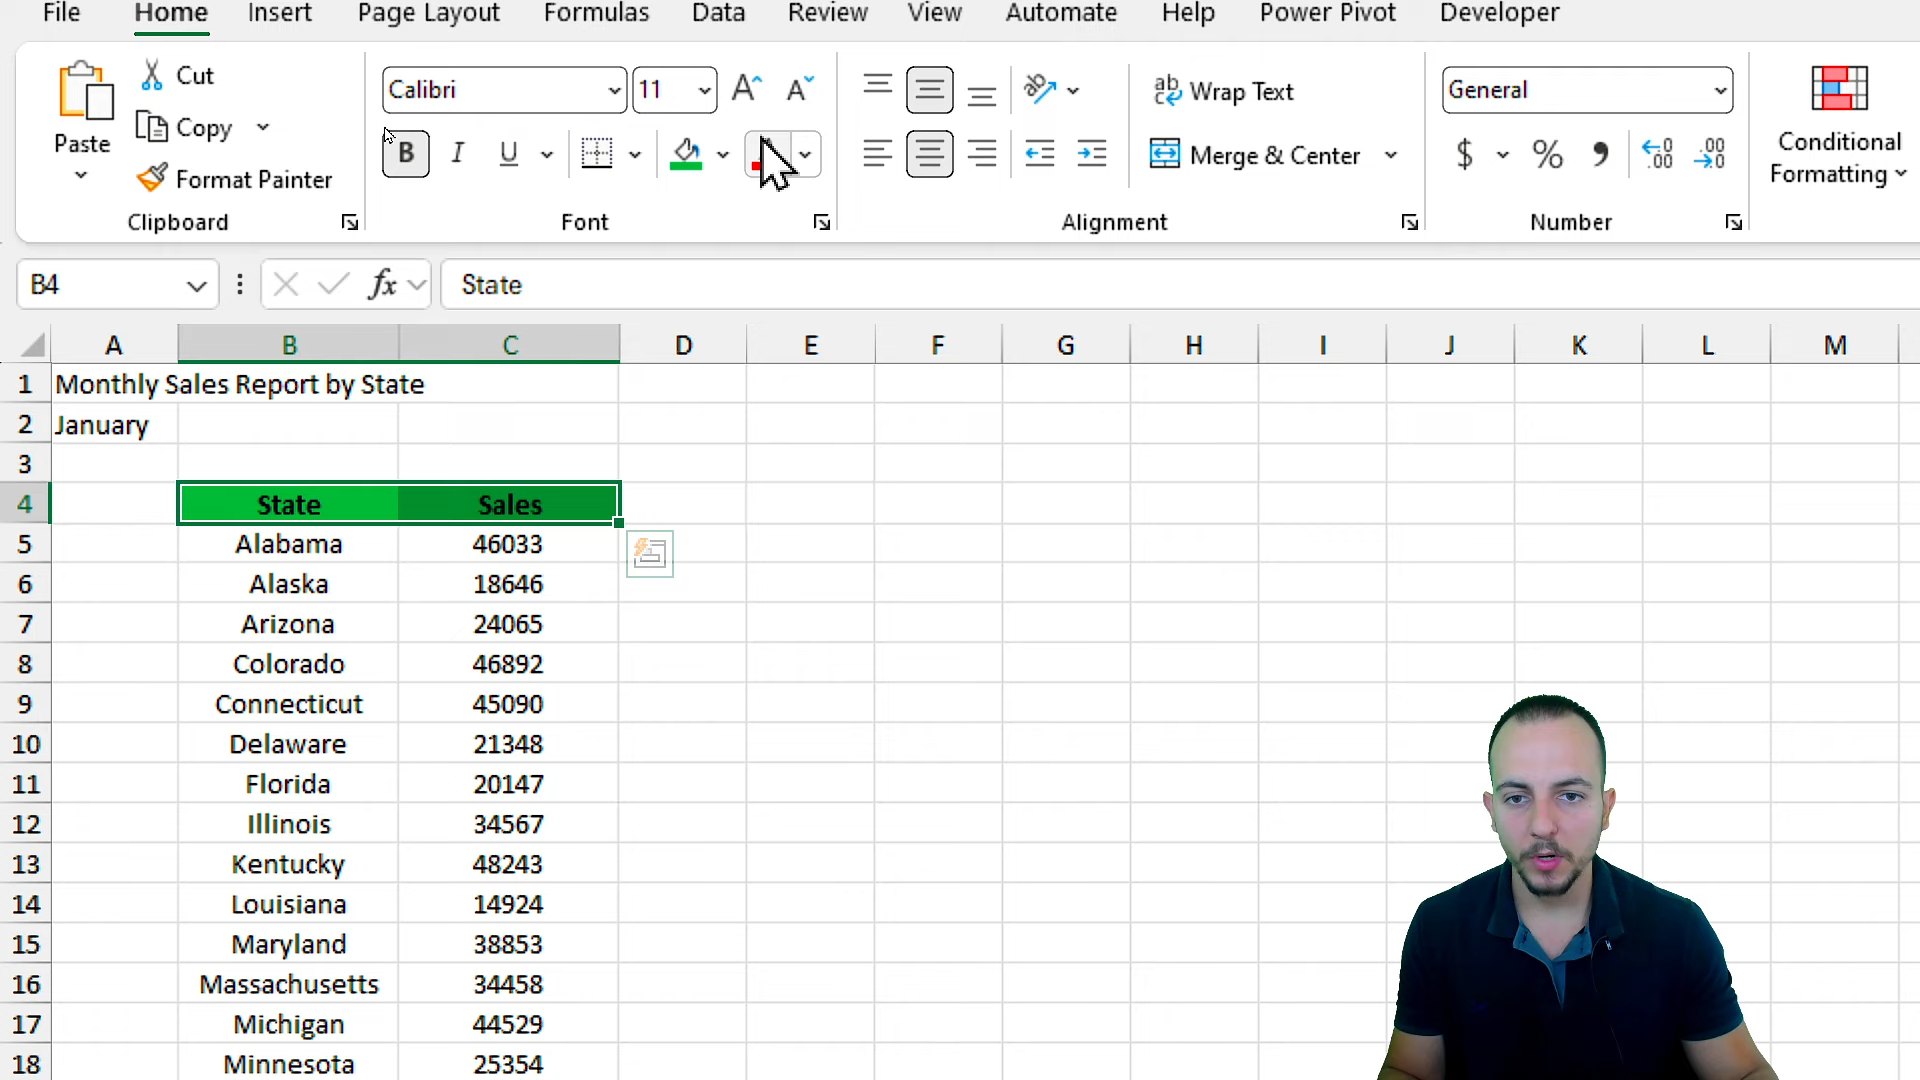 File Home Insert Page Layout Formulas Data Review View Automate Help Power Pivot Developer
Paste
Cut
Copy
Format Painter
Clipboard
Calibri 11 A A
B I U
Font
ab Wrap Text
Merge & Center
Alignment
General
$ % , .00 .00
Number
Conditional
Formatting
B4 fx State
A B C D E F G H I J K L M
1 Monthly Sales Report by State
2 January
3
4 State Sales
5 Alabama 46033
6 Alaska 18646
7 Arizona 24065
8 Colorado 46892
9 Connecticut 45090
10 Delaware 21348
11 Florida 20147
12 Illinois 34567
13 Kentucky 48243
14 Louisiana 14924
15 Maryland 38853
16 Massachusetts 34458
17 Michigan 44529
18 Minnesota 25354